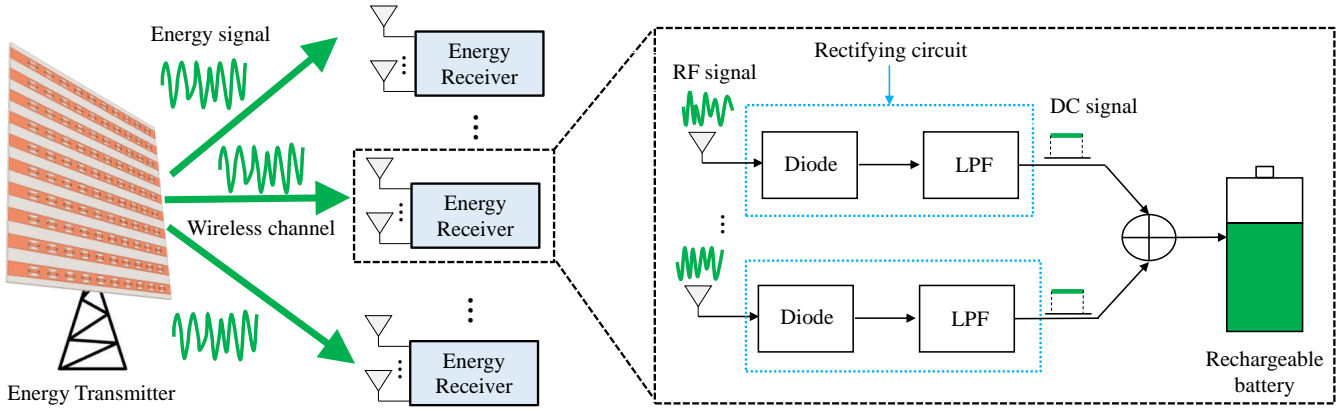 Energy signal
Wireless channel
Energy Transmitter
Energy
Receiver
Energy
Receiver
Energy
Receiver
Rectifying circuit
RF signal
DC signal
Diode
LPF
Diode
LPF
Rechargeable
battery